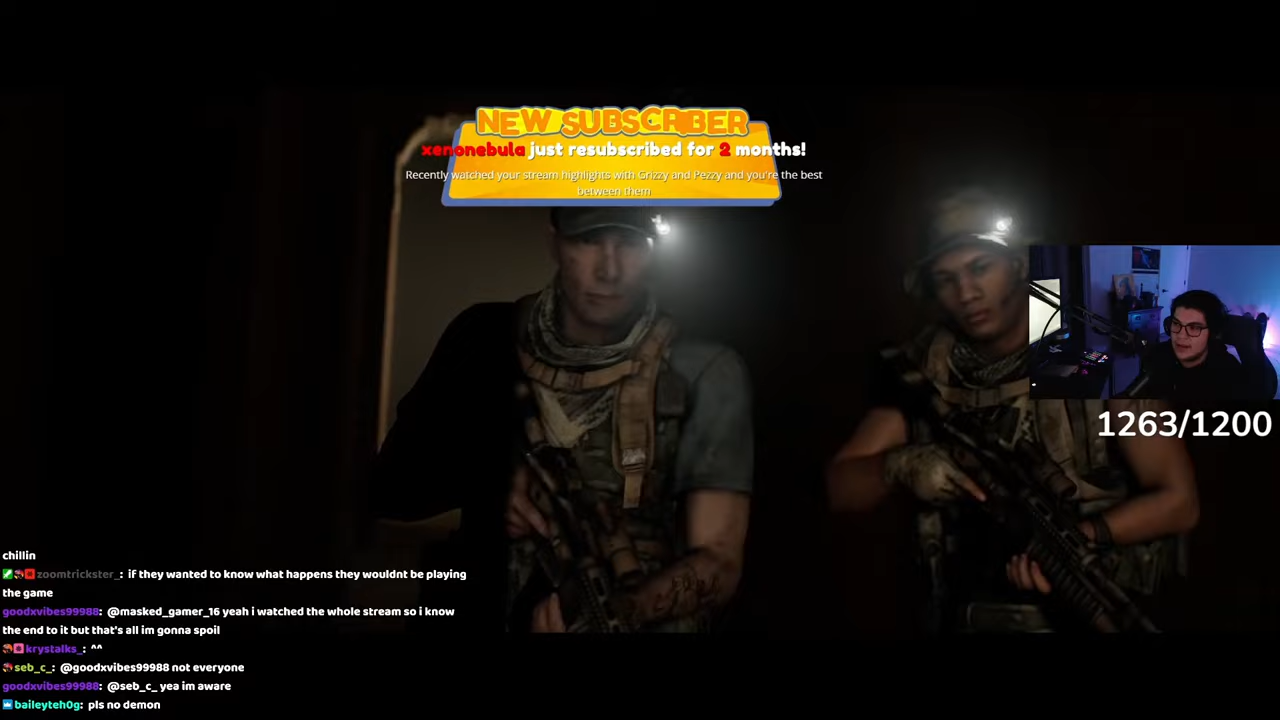 NEW SUBSCRIBER
xenonebula just resubscribed for 2 months!
Recently watched your stream highlights with Grizzy and Pezzy and you're the best
between them
1263/1200
chillin
zoomtrickster_: if they wanted to know what happens they wouldnt be playing
the game
goodxvibes99988: @masked_gamer_16 yeah i watched the whole stream so i know
the end to it but that's all im gonna spoil
krystalks_: ^^
seb_c_: @goodxvibes99988 not everyone
goodxvibes99988: @seb_c_ yea im aware
baileyteh0g: pls no demon